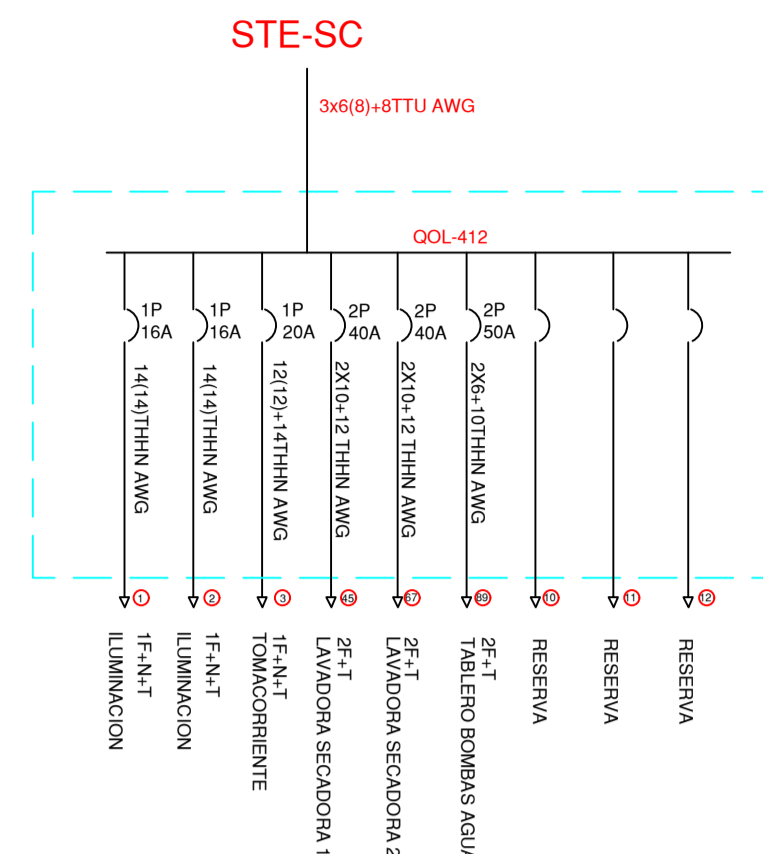 STE-SC
3x6(8)+8TTU AWG
QOL-412
1P
16A
1P
16A
1P
20A
2P
40A
2P
40A
2P
50A
14(14)THHN AWG
14(14)THHN AWG
12(12)+14THHN AWG
2X10+12 THHN AWG
2X10+12 THHN AWG
2X6+10THHN AWG
1
2
3
45
67
89
10
11
12
1F+N+T
ILUMINACION
1F+N+T
ILUMINACION
1F+N+T
TOMACORRIENTE
2F+T
LAVADORA SECADORA 1
2F+T
LAVADORA SECADORA 2
2F+T
TABLERO BOMBAS AGUA
RESERVA
RESERVA
RESERVA